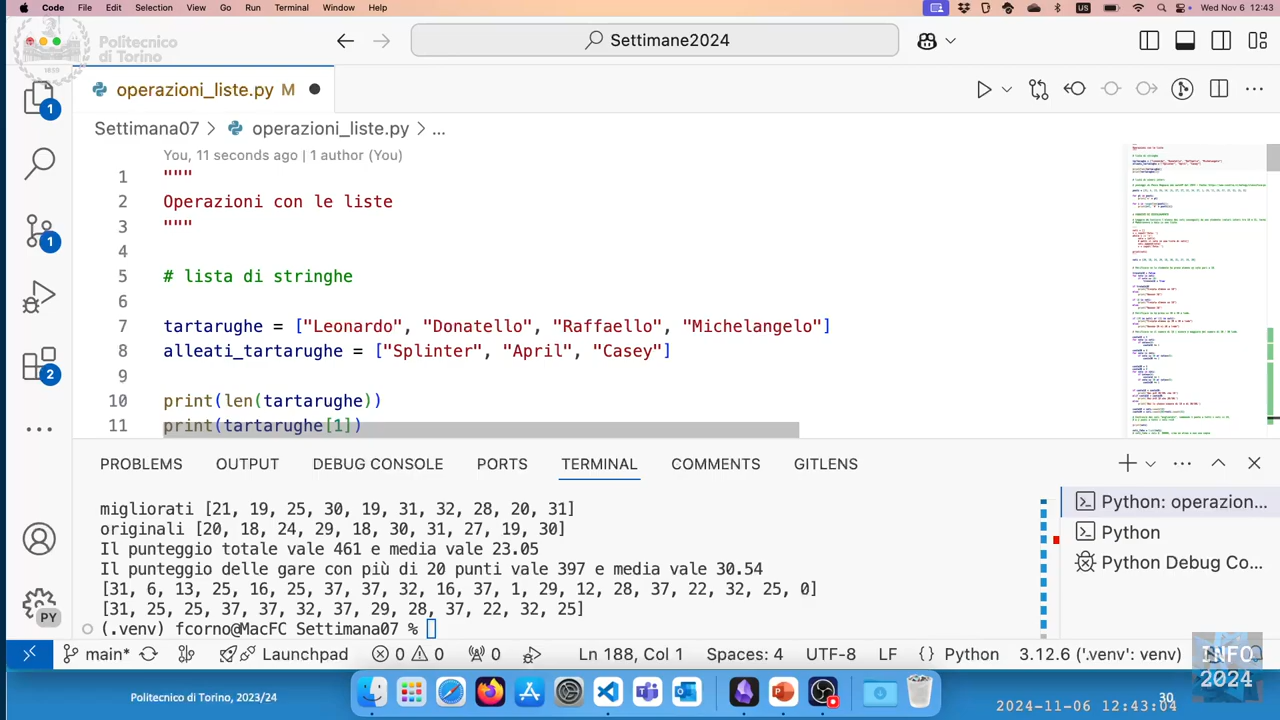 Code File Edit Selection View Go Run Terminal Window Help US Wed Nov 6 12:43
Politecnico
di Torino
1859
Settimane2024
operazioni_liste.py M
1
Settimana07 > operazioni_liste.py > ...
You, 11 seconds ago | 1 author (You)
1 """
2 Operazioni con le liste
3 """
4
5 # lista di stringhe
6
7 tartarughe = ["Leonardo", "Donatello", "Raffaello", "Michelangelo"
8 alleati_tartarughe = ["Splinter", "April", "Casey"]
9
10 print(len(tartarughe))
11 print(tartarughe[1])
1
2
PROBLEMS OUTPUT DEBUG CONSOLE PORTS TERMINAL COMMENTS GITLENS
migliorati [21, 19, 25, 30, 19, 31, 32, 28, 20, 31]
originali [20, 18, 24, 29, 18, 30, 31, 27, 19, 30]
Il punteggio totale vale 461 e media vale 23.05
Il punteggio delle gare con più di 20 punti vale 397 e media vale 30.54
[31, 6, 13, 25, 16, 25, 37, 37, 32, 16, 37, 1, 29, 12, 28, 37, 22, 32, 25, 0]
[31, 25, 25, 37, 37, 32, 37, 29, 28, 37, 22, 32, 25]
(.venv) fcorno@MacFC Settimana07 %
Python: operazion...
Python
Python Debug Co...
PY
main* Launchpad 0 0 0 Ln 188, Col 1 Spaces: 4 UTF-8 LF {} Python 3.12.6 ('.venv': venv)
INFO
2024
Politecnico di Torino, 2023/24
30
2024-11-06 12:43:04